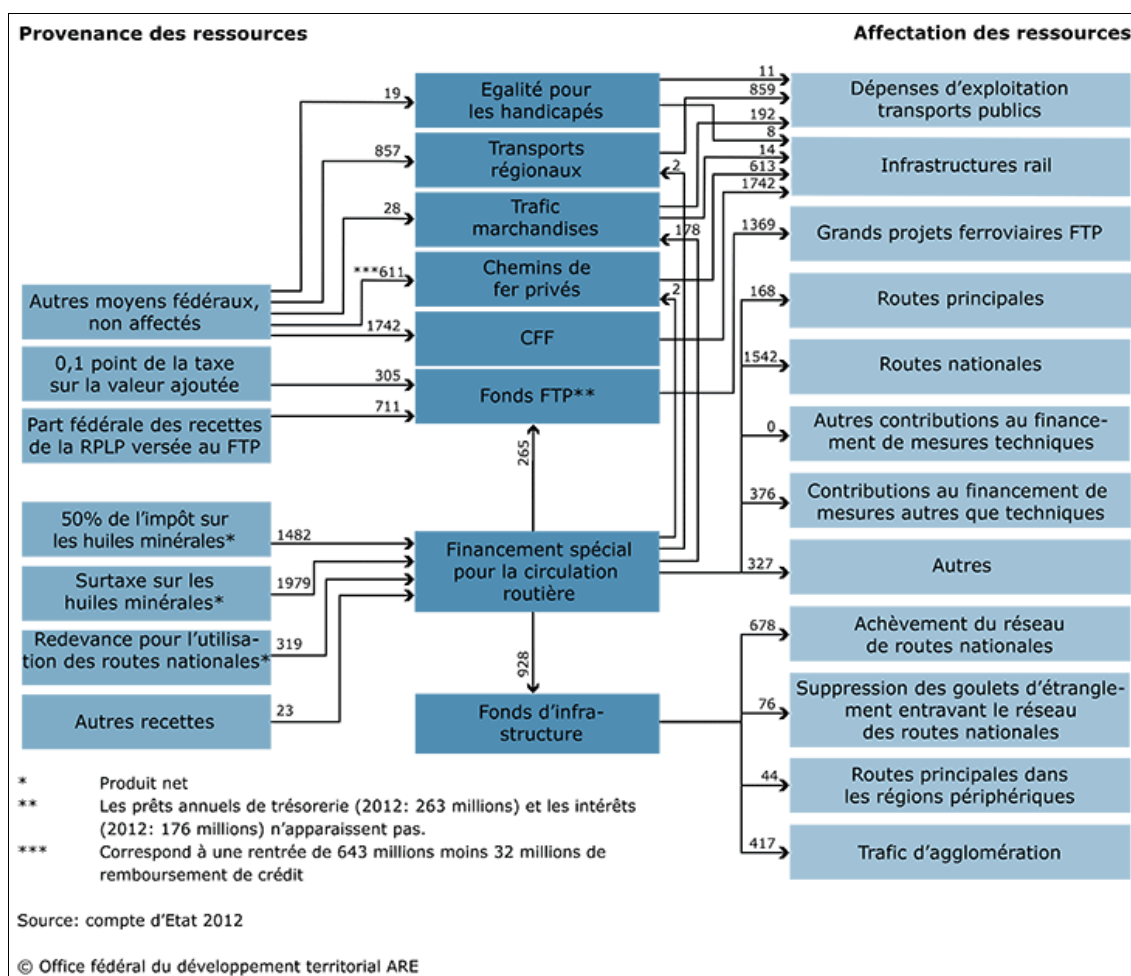 Provenance des ressources
Affectation des ressources
19
Egalité pour
les handicapés
11
859
192
8
Dépenses d'exploitation
transports publics
857
Transports
régionaux
2
14
613
1742
Infrastructures rail
28
Trafic
marchandises
178
1369
Grands projets ferroviaires FTP
***611
Chemins de
fer privés
2
Autres moyens fédéraux,
non affectés
168
Routes principales
1742
CFF
0,1 point de la taxe
sur la valeur ajoutée
305
Fonds FTP**
1542
Routes nationales
Part fédérale des recettes
de la RPLP versée au FTP
711
265
0
Autres contributions au finance-
ment de mesures techniques
376
Contributions au financement de
mesures autres que techniques
50% de l'impôt sur
les huiles minérales*
1482
Financement spécial
pour la circulation
routière
327
Autres
Surtaxe sur les
huiles minérales*
1979
Redevance pour l'utilisa-
tion des routes nationales*
319
928
678
Achèvement du réseau
de routes nationales
Autres recettes
23
Fonds d'infra-
structure
76
Suppression des goulets d'étrangle-
ment entravant le réseau
des routes nationales
44
Routes principales dans
les régions périphériques
417
Trafic d'agglomération
* Produit net
** Les prêts annuels de trésorerie (2012: 263 millions) et les intérêts
(2012: 176 millions) n'apparaissent pas.
*** Correspond à une rentrée de 643 millions moins 32 millions de
remboursement de crédit
Source: compte d'Etat 2012
© Office fédéral du développement territorial ARE